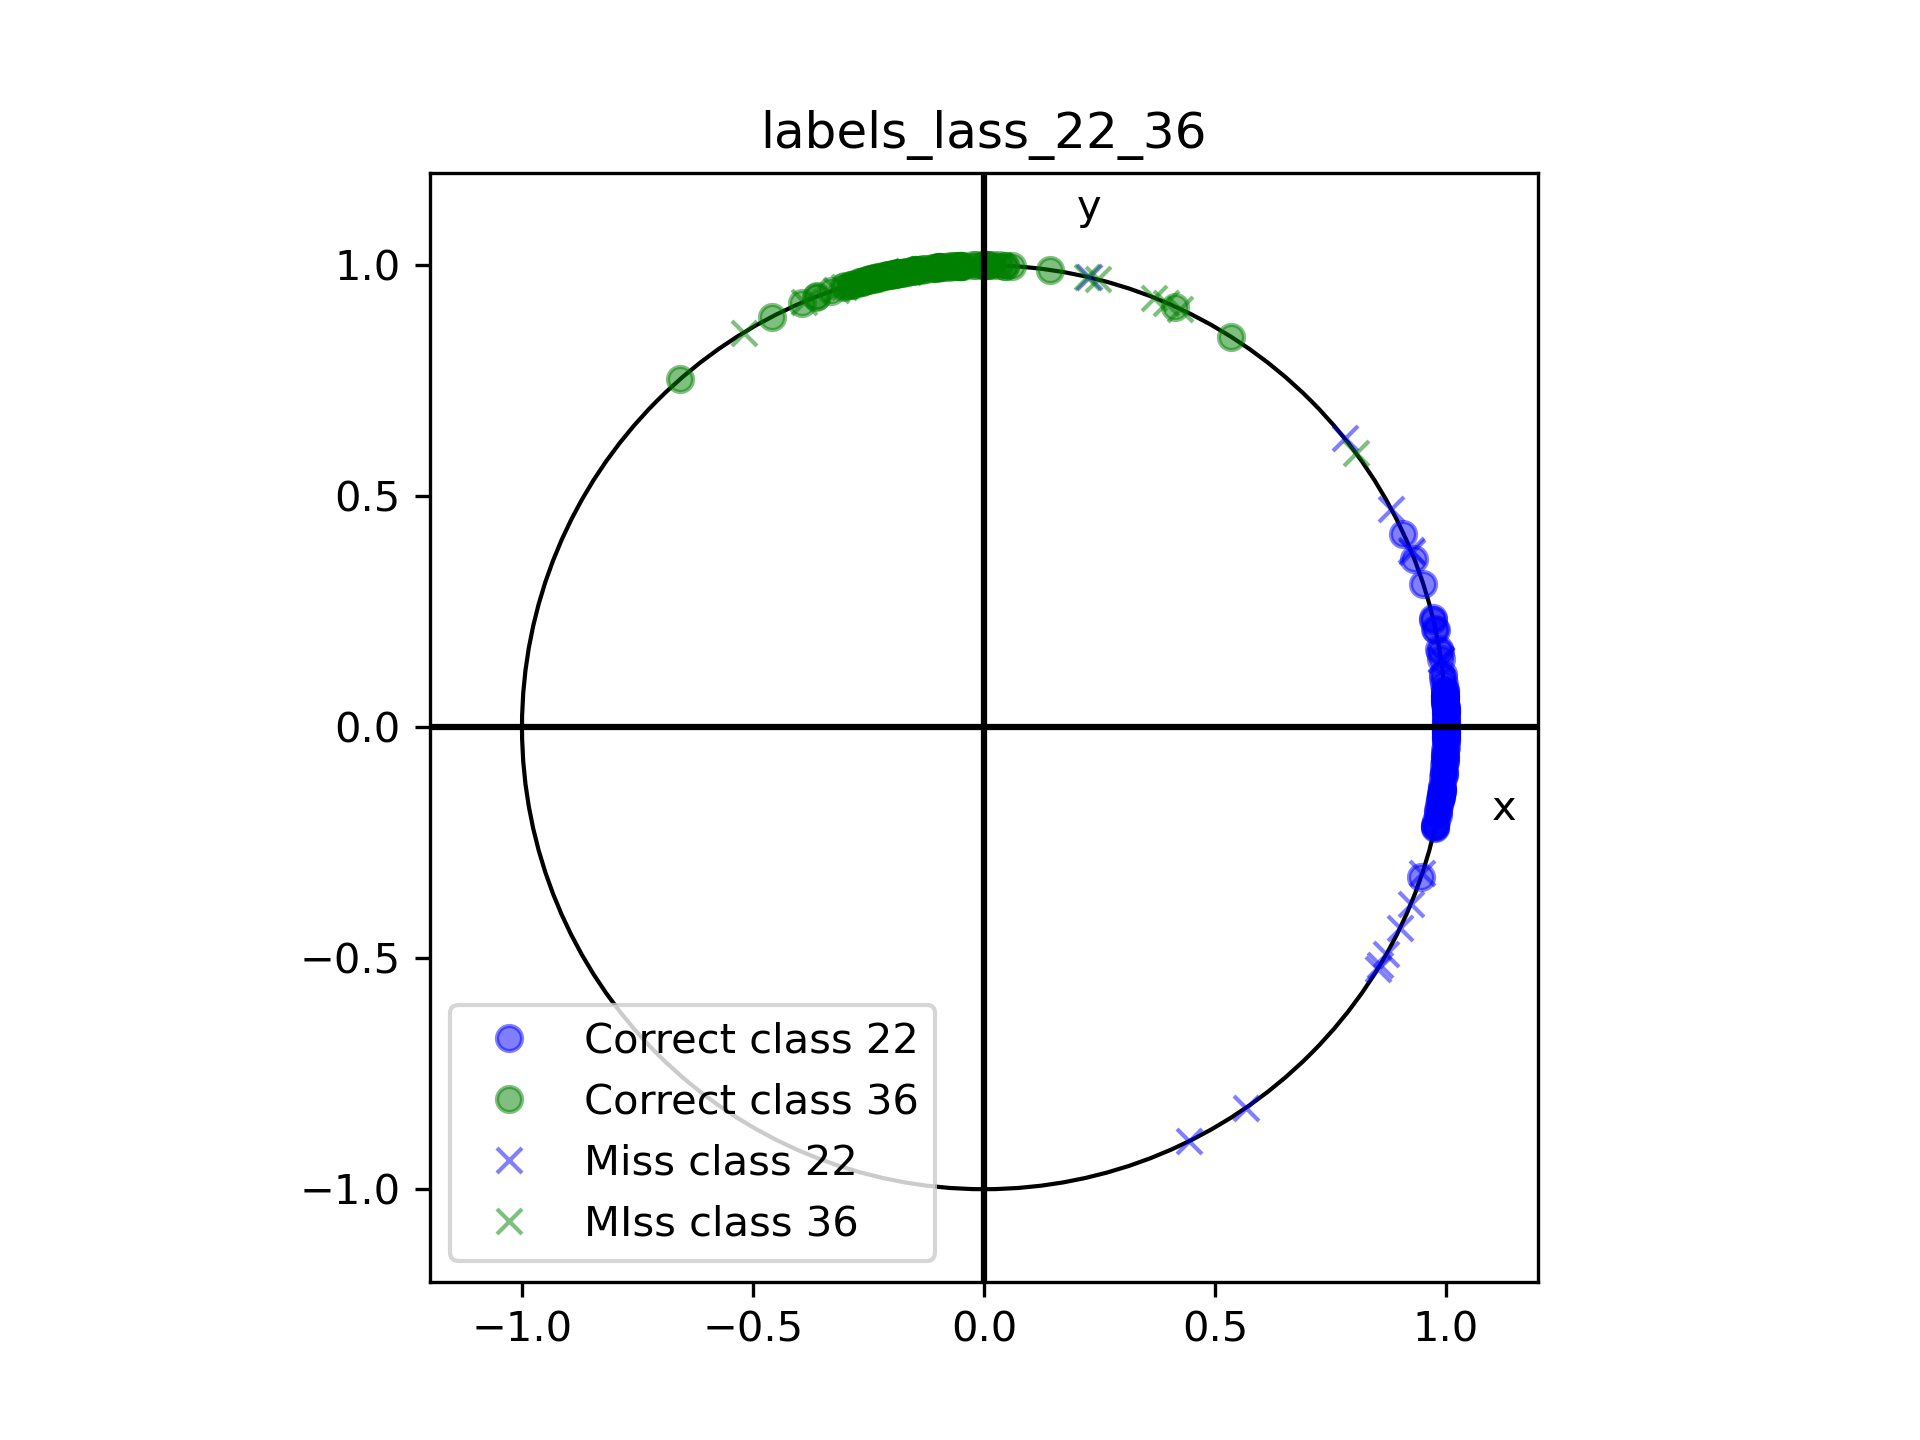 labels_lass_22_36
y
1.0
0.5
0.0
x
−0.5
−1.0
Correct class 22
Correct class 36
Miss class 22
MIss class 36
−1.0 −0.5 0.0 0.5 1.0